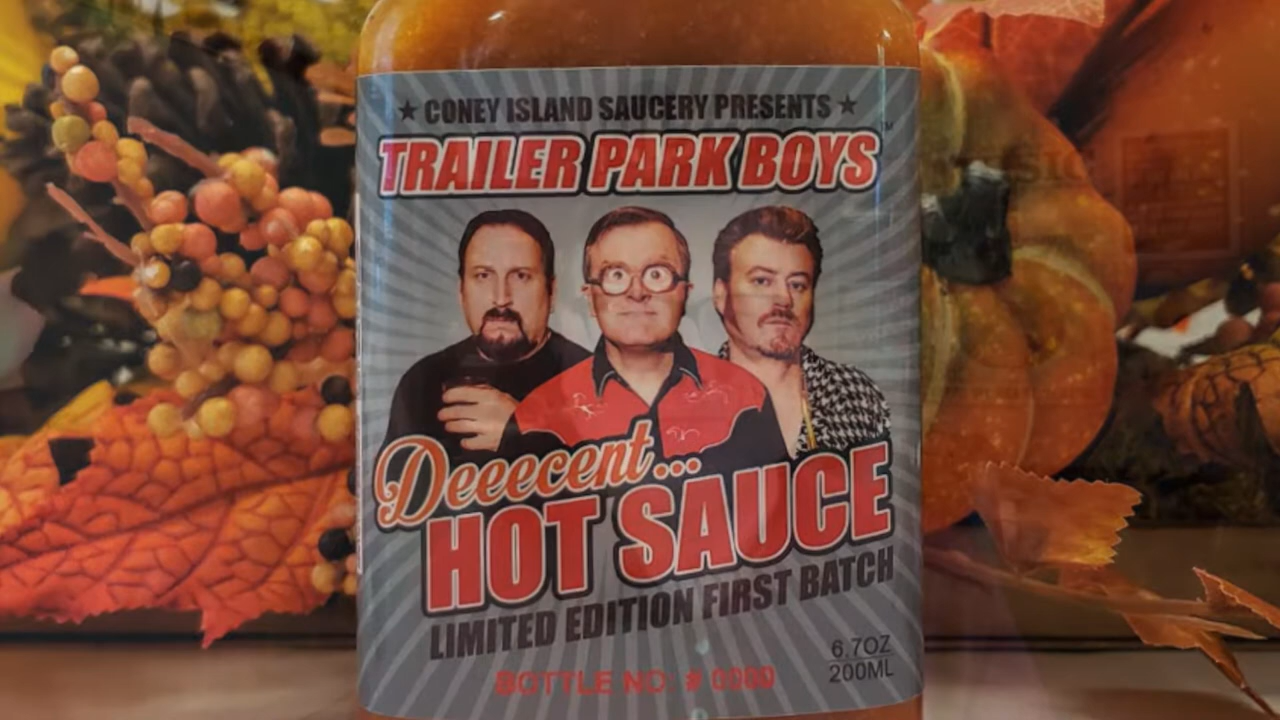 ★ CONEY ISLAND SAUCERY PRESENTS ★
TRAILER PARK BOYS™
Deeecent...
HOT SAUCE
LIMITED EDITION FIRST BATCH
6.7OZ
200ML
BOTTLE NO. # 0000